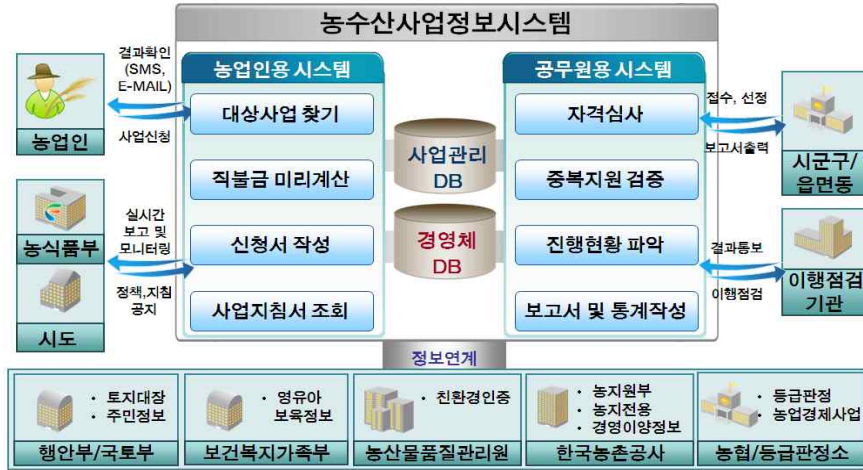 농수산사업정보시스템
결과확인
(SMS,
E-MAIL)
사업신청
농업인
실시간
보고 및
모니터링
정책,지침
공지
농식품부
시도
농업인용 시스템
대상사업 찾기
직불금 미리계산
신청서 작성
사업지침서 조회
사업관리
DB
경영체
DB
공무원용 시스템
자격심사
중복지원 검증
진행현황 파악
보고서 및 통계작성
접수, 선정
보고서출력
시군구/
읍면동
결과통보
이행점검
이행점검
기관
정보연계
• 토지대장
• 주민정보
행안부/국토부
• 영유아
보육정보
보건복지가족부
• 친환경인증
농산물품질관리원
• 농지원부
• 농지전용
• 경영이양정보
한국농촌공사
• 등급판정
• 농업경제사업
농협/등급판정소